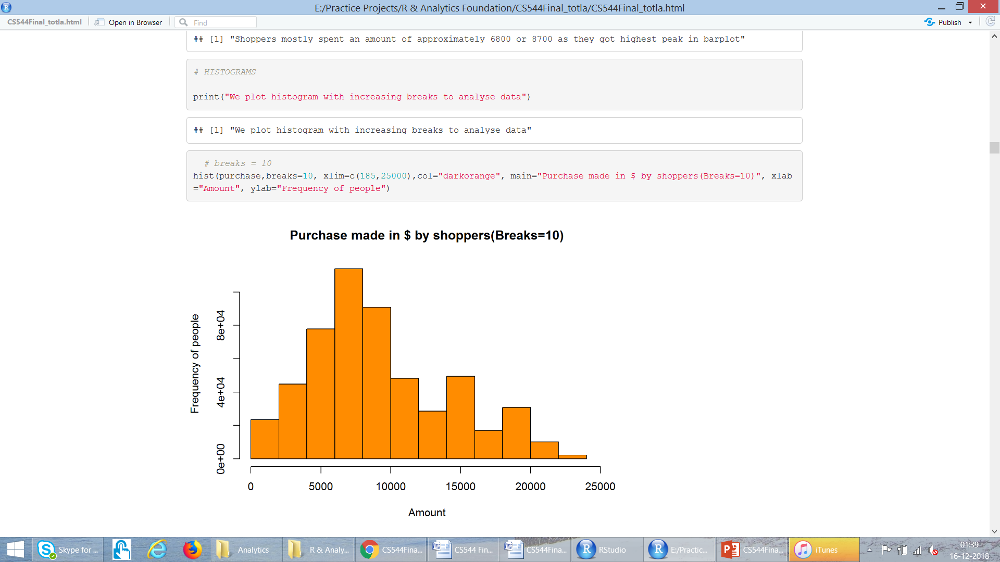 E:/Practice Projects/R & Analytics Foundation/CS544Final_totla/CS544Final_totla.html
CS544Final_totla.html
Open in Browser
Find
Publish
## [1] "Shoppers mostly spent an amount of approximately 6800 or 8700 as they got highest peak in barplot"
# HISTOGRAMS
print("We plot histogram with increasing breaks to analyse data")
## [1] "We plot histogram with increasing breaks to analyse data"
# breaks = 10
hist(purchase,breaks=10, xlim=c(185,25000),col="darkorange", main="Purchase made in $ by shoppers(Breaks=10)", xlab
="Amount", ylab="Frequency of people")
Purchase made in $ by shoppers(Breaks=10)
Frequency of people
8e+04
4e+04
0e+00
0 5000 10000 15000 20000 25000
Amount
Skype for ...
Analytics
R & Analy...
CS544Fina...
CS544 Fin...
CS544Fina...
RStudio
E:/Practic...
CS544Fina...
iTunes
01:39
16-12-2018